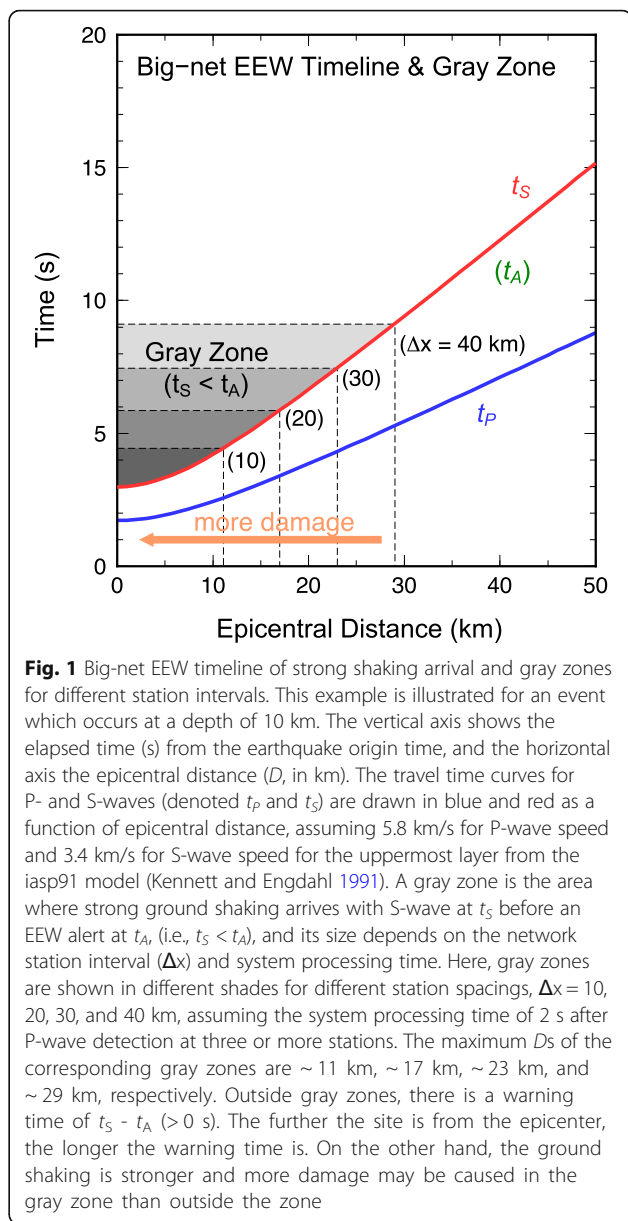 20
Big−net EEW Timeline & Gray Zone
15
t_S
(t_A)
10
Time (s)
Gray Zone
(Δx = 40 km)
(t_S < t_A)
(30)
t_P
(20)
5
(10)
more damage
0
0 10 20 30 40 50
Epicentral Distance (km)
Fig. 1 Big-net EEW timeline of strong shaking arrival and gray zones
for different station intervals. This example is illustrated for an event
which occurs at a depth of 10 km. The vertical axis shows the
elapsed time (s) from the earthquake origin time, and the horizontal
axis the epicentral distance (D, in km). The travel time curves for
P- and S-waves (denoted t_P and t_S) are drawn in blue and red as a
function of epicentral distance, assuming 5.8 km/s for P-wave speed
and 3.4 km/s for S-wave speed for the uppermost layer from the
iasp91 model (Kennett and Engdahl 1991). A gray zone is the area
where strong ground shaking arrives with S-wave at t_S before an
EEW alert at t_A, (i.e., t_S < t_A), and its size depends on the network
station interval (Δx) and system processing time. Here, gray zones
are shown in different shades for different station spacings, Δx = 10,
20, 30, and 40 km, assuming the system processing time of 2 s after
P-wave detection at three or more stations. The maximum Ds of the
corresponding gray zones are ~ 11 km, ~ 17 km, ~ 23 km, and
~ 29 km, respectively. Outside gray zones, there is a warning
time of t_S - t_A (> 0 s). The further the site is from the epicenter,
the longer the warning time is. On the other hand, the ground
shaking is stronger and more damage may be caused in the
gray zone than outside the zone